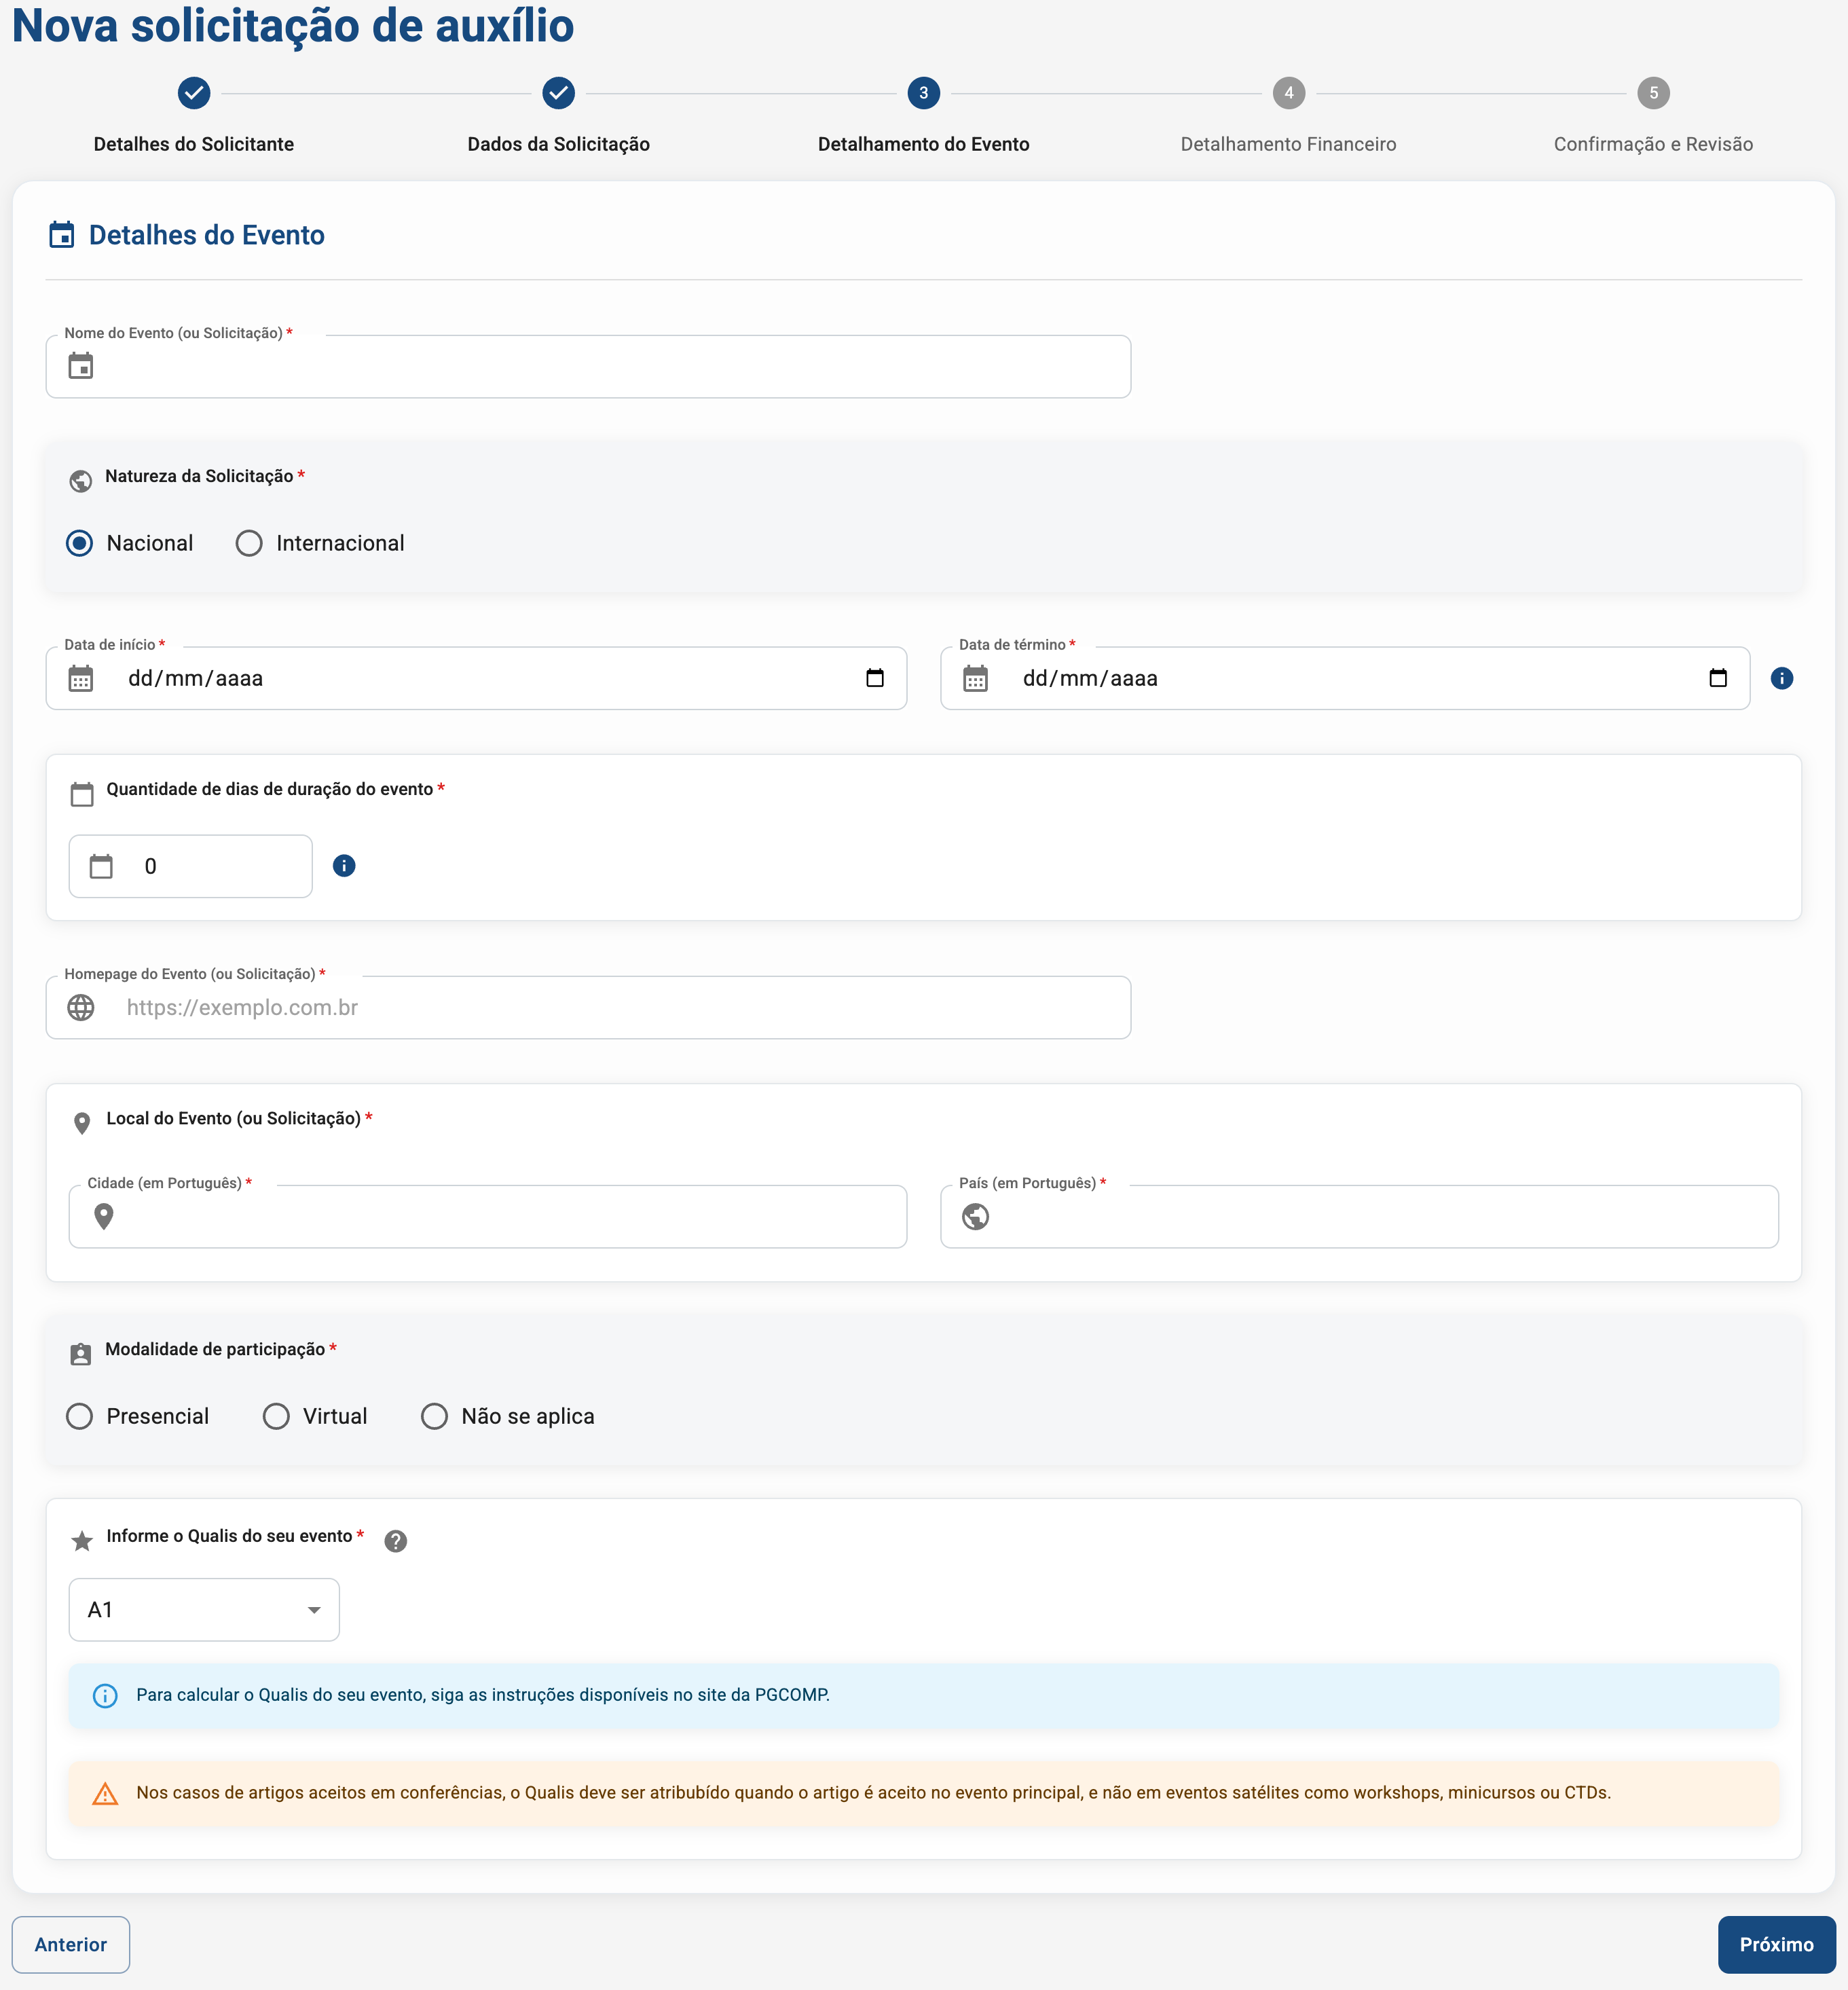 Nova solicitação de auxílio
3
4
5
Detalhes do Solicitante
Dados da Solicitação
Detalhamento do Evento
Detalhamento Financeiro
Confirmação e Revisão
Detalhes do Evento
Nome do Evento (ou Solicitação) *
Natureza da Solicitação *
Nacional
Internacional
Data de início *
dd/mm/aaaa
Data de término *
dd/mm/aaaa
Quantidade de dias de duração do evento *
0
Homepage do Evento (ou Solicitação) *
https://exemplo.com.br
Local do Evento (ou Solicitação) *
Cidade (em Português) *
País (em Português) *
Modalidade de participação *
Presencial
Virtual
Não se aplica
Informe o Qualis do seu evento *
A1
Para calcular o Qualis do seu evento, siga as instruções disponíveis no site da PGCOMP.
Nos casos de artigos aceitos em conferências, o Qualis deve ser atribubído quando o artigo é aceito no evento principal, e não em eventos satélites como workshops, minicursos ou CTDs.
Anterior
Próximo